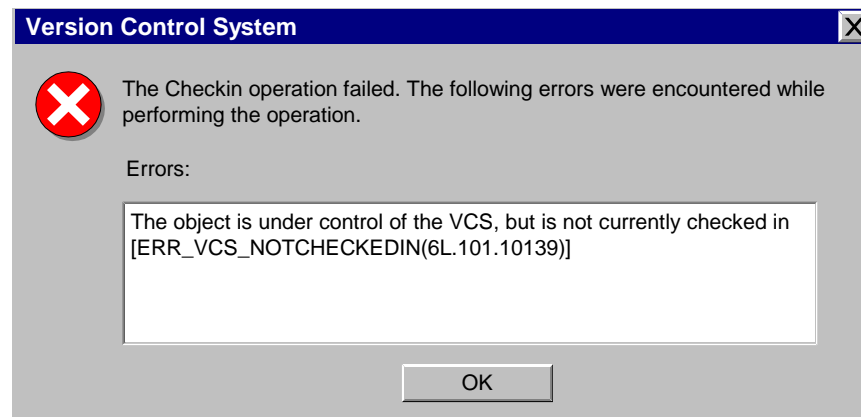 Version Control System
The Checkin operation failed. The following errors were encountered while
performing the operation.
Errors:
The object is under control of the VCS, but is not currently checked in
[ERR_VCS_NOTCHECKEDIN(6L.101.10139)]
OK